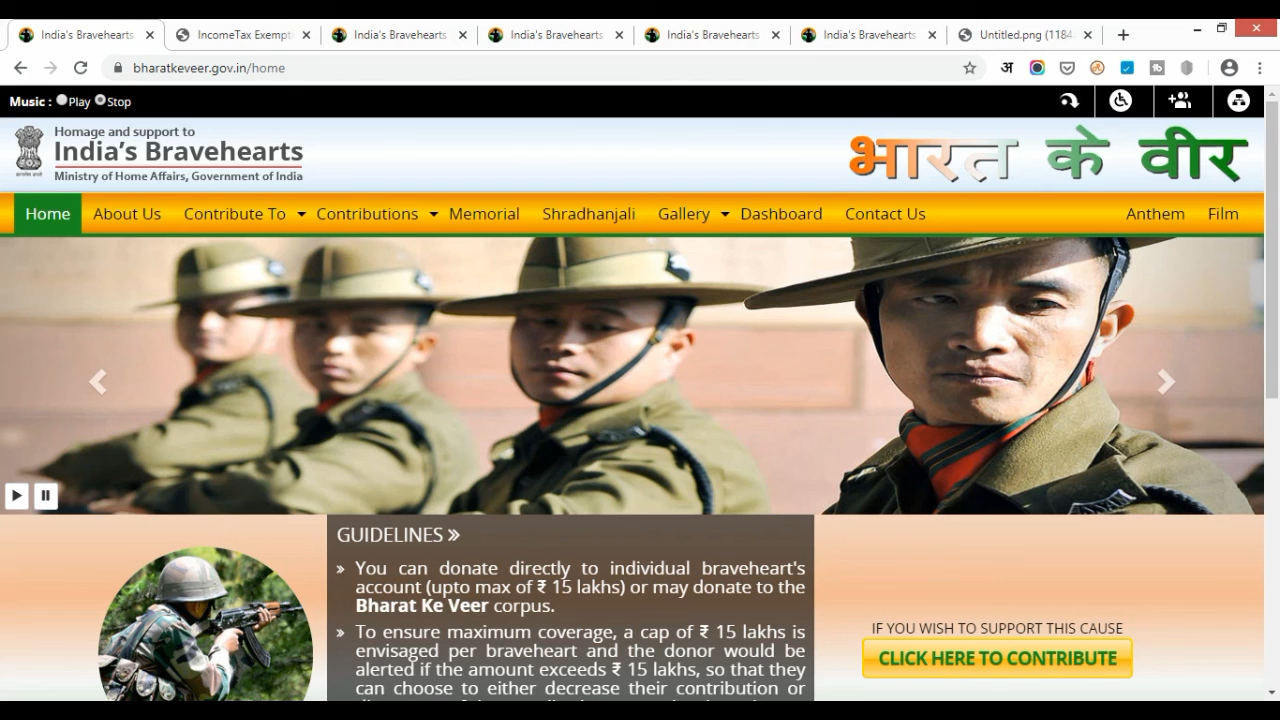 India's Bravehearts
IncomeTax Exempt
India's Bravehearts
India's Bravehearts
India's Bravehearts
India's Bravehearts
Untitled.png (1184
bharatkeveer.gov.in/home
अ
Music : Play Stop
Homage and support to
India's Bravehearts
Ministry of Home Affairs, Government of India
भारत के वीर
Home About Us Contribute To Contributions Memorial Shradhanjali Gallery Dashboard Contact Us Anthem Film
GUIDELINES »
» You can donate directly to individual braveheart's
account (upto max of ₹ 15 lakhs) or may donate to the
Bharat Ke Veer corpus.
» To ensure maximum coverage, a cap of ₹ 15 lakhs is
envisaged per braveheart and the donor would be
alerted if the amount exceeds ₹ 15 lakhs, so that they
can choose to either decrease their contribution or
IF YOU WISH TO SUPPORT THIS CAUSE
CLICK HERE TO CONTRIBUTE